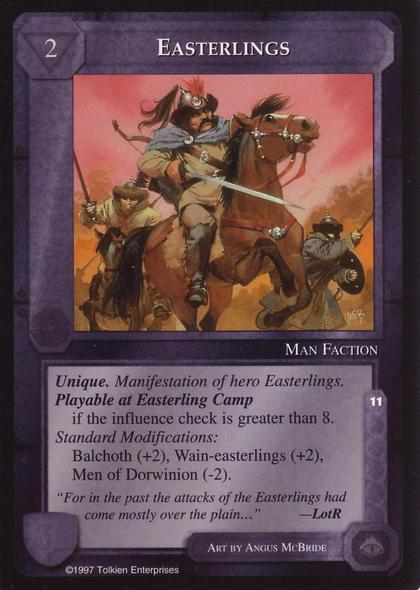 2
EASTERLINGS
MAN FACTION
Unique. Manifestation of hero Easterlings.
Playable at Easterling Camp
if the influence check is greater than 8.
11
Standard Modifications:
Balchoth (+2), Wain-easterlings (+2),
Men of Dorwinion (-2).
“For in the past the attacks of the Easterlings had
come mostly over the plain…” —LotR
ART BY ANGUS MCBRIDE
©1997 Tolkien Enterprises